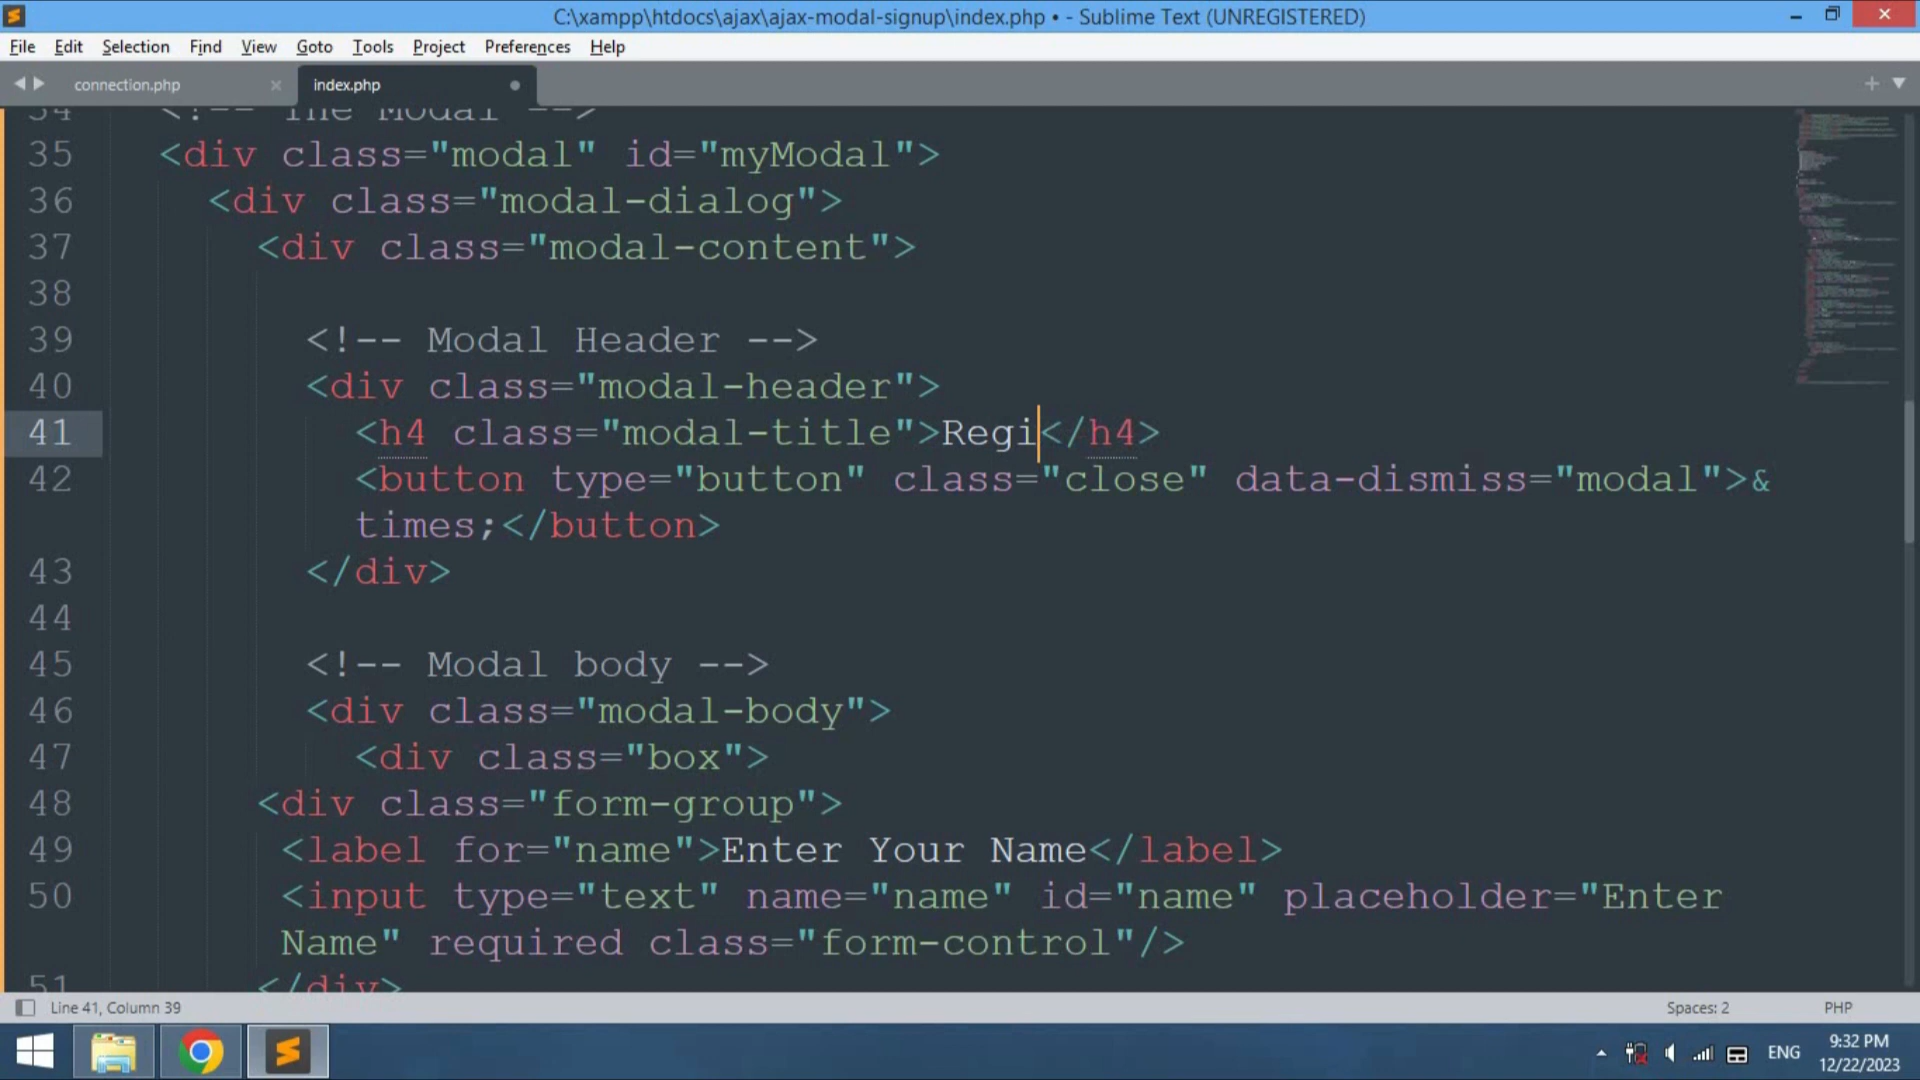 C:\xampp\htdocs\ajax\ajax-modal-signup\index.php • - Sublime Text (UNREGISTERED)
File Edit Selection Find View Goto Tools Project Preferences Help
connection.php index.php
34 <!-- The Modal -->
35 <div class="modal" id="myModal">
36 <div class="modal-dialog">
37 <div class="modal-content">
38
39 <!-- Modal Header -->
40 <div class="modal-header">
41 <h4 class="modal-title">Regi</h4>
42 <button type="button" class="close" data-dismiss="modal">&
times;</button>
43 </div>
44
45 <!-- Modal body -->
46 <div class="modal-body">
47 <div class="box">
48 <div class="form-group">
49 <label for="name">Enter Your Name</label>
50 <input type="text" name="name" id="name" placeholder="Enter
Name" required class="form-control"/>
51 </div>
Line 41, Column 39 Spaces: 2 PHP
ENG 9:32 PM
12/22/2023